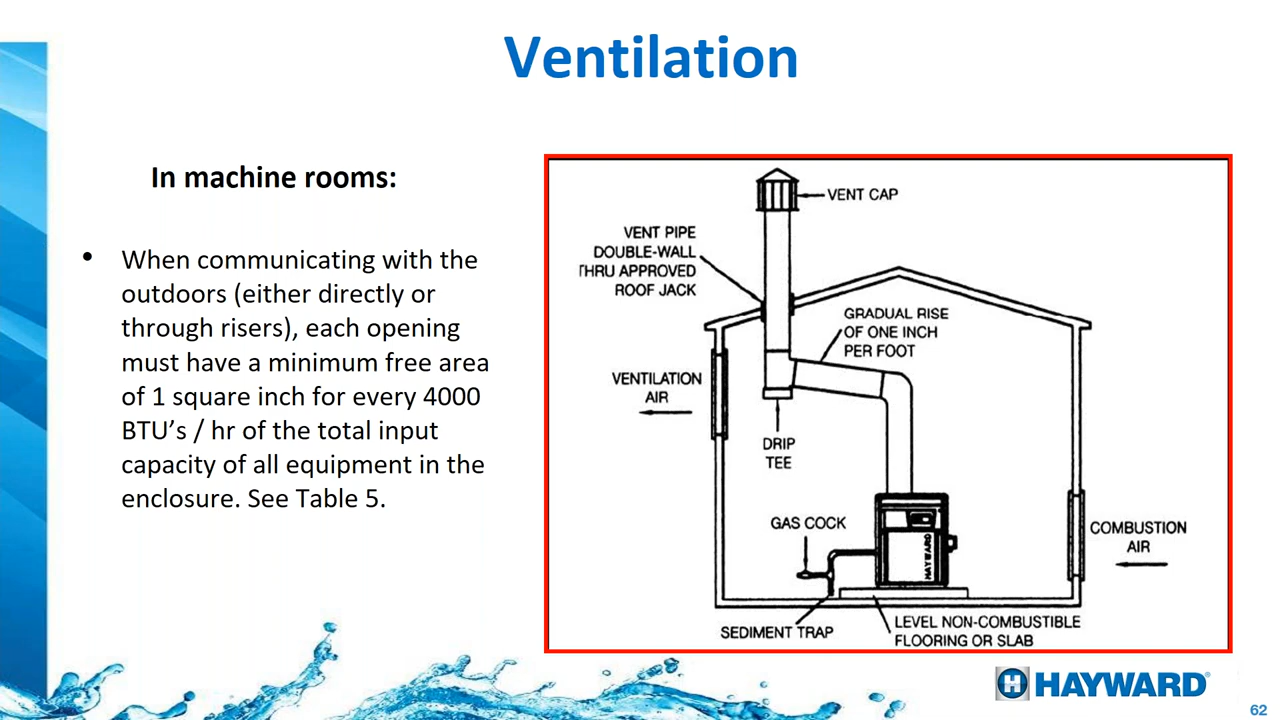 Ventilation
In machine rooms:
• When communicating with the
outdoors (either directly or
through risers), each opening
must have a minimum free area
of 1 square inch for every 4000
BTU’s / hr of the total input
capacity of all equipment in the
enclosure. See Table 5.
VENT CAP
VENT PIPE
DOUBLE-WALL
THRU APPROVED
ROOF JACK
GRADUAL RISE
OF ONE INCH
PER FOOT
VENTILATION
AIR
DRIP
TEE
GAS COCK
HAYWARD
COMBUSTION
AIR
SEDIMENT TRAP
LEVEL NON-COMBUSTIBLE
FLOORING OR SLAB
H HAYWARD®
62